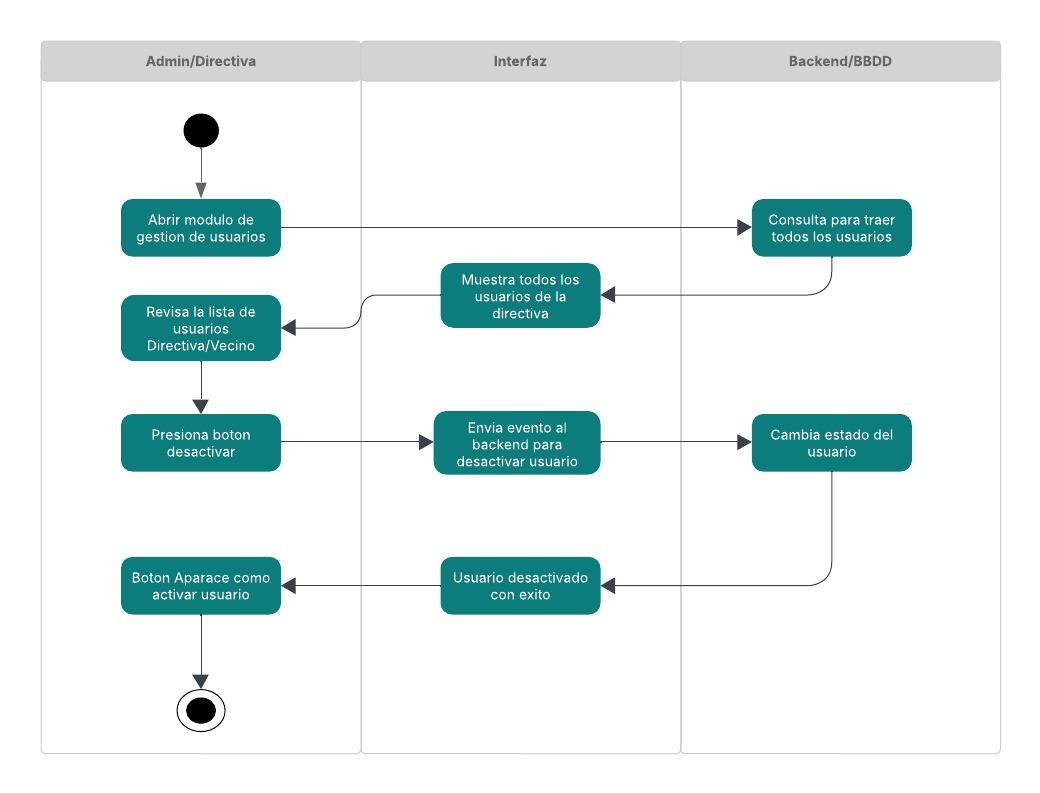 Admin/Directiva
Interfaz
Backend/BBDD
Abrir modulo de
gestion de usuarios
Consulta para traer
todos los usuarios
Muestra todos los
usuarios de la
directiva
Revisa la lista de
usuarios
Directiva/Vecino
Presiona boton
desactivar
Envia evento al
backend para
desactivar usuario
Cambia estado del
usuario
Usuario desactivado
con exito
Boton Aparace como
activar usuario